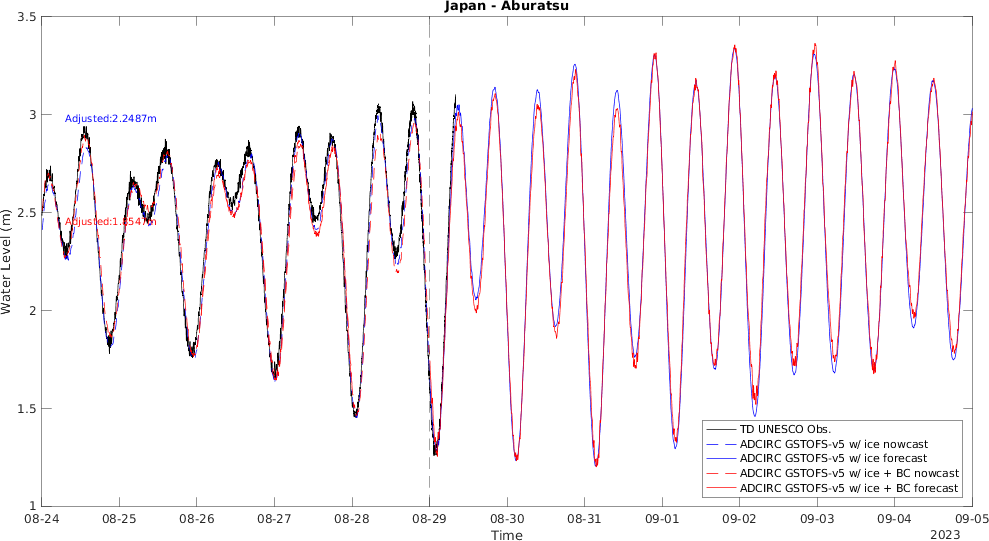 Japan - Aburatsu
3.5
3
2.5
2
1.5
1
Water Level (m)
Adjusted:2.2487m
08-24
08-25
08-26
08-27
08-28
08-29
08-30
08-31
09-01
09-02
09-03
09-04
09-05
Time
2023
TD UNESCO Obs.
ADCIRC GSTOFS-v5 w/ ice nowcast
ADCIRC GSTOFS-v5 w/ ice forecast
ADCIRC GSTOFS-v5 w/ ice + BC nowcast
ADCIRC GSTOFS-v5 w/ ice + BC forecast